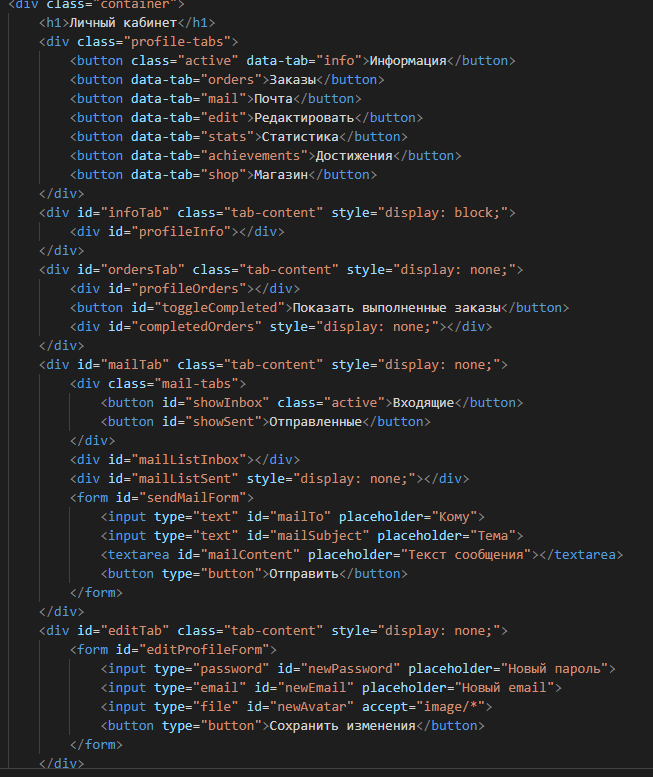 <div class="container">
<h1>Личный кабинет</h1>
<div class="profile-tabs">
<button class="active" data-tab="info">Информация</button>
<button data-tab="orders">Заказы</button>
<button data-tab="mail">Почта</button>
<button data-tab="edit">Редактировать</button>
<button data-tab="stats">Статистика</button>
<button data-tab="achievements">Достижения</button>
<button data-tab="shop">Магазин</button>
</div>
<div id="infoTab" class="tab-content" style="display: block;">
<div id="profileInfo"></div>
</div>
<div id="ordersTab" class="tab-content" style="display: none;">
<div id="profileOrders"></div>
<button id="toggleCompleted">Показать выполненные заказы</button>
<div id="completedOrders" style="display: none;"></div>
</div>
<div id="mailTab" class="tab-content" style="display: none;">
<div class="mail-tabs">
<button id="showInbox" class="active">Входящие</button>
<button id="showSent">Отправленные</button>
</div>
<div id="mailListInbox"></div>
<div id="mailListSent" style="display: none;"></div>
<form id="sendMailForm">
<input type="text" id="mailTo" placeholder="Кому">
<input type="text" id="mailSubject" placeholder="Тема">
<textarea id="mailContent" placeholder="Текст сообщения"></textarea>
<button type="button">Отправить</button>
</form>
</div>
<div id="editTab" class="tab-content" style="display: none;">
<form id="editProfileForm">
<input type="password" id="newPassword" placeholder="Новый пароль">
<input type="email" id="newEmail" placeholder="Новый email">
<input type="file" id="newAvatar" accept="image/*">
<button type="button">Сохранить изменения</button>
</form>
</div>